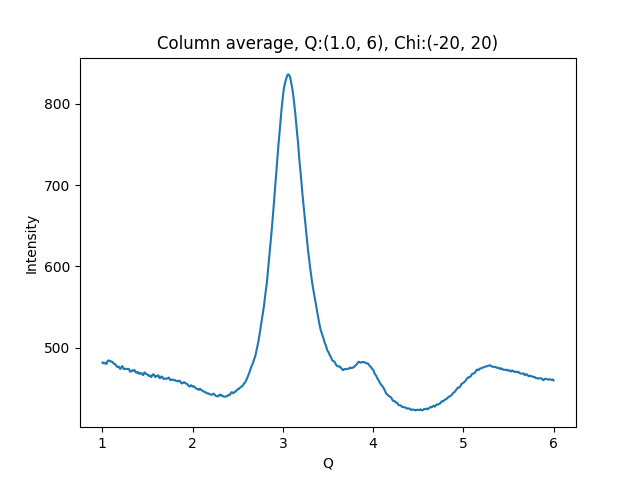 Column average, Q:(1.0, 6), Chi:(-20, 20)
800
700
600
500
Intensity
1 2 3 4 5 6
Q